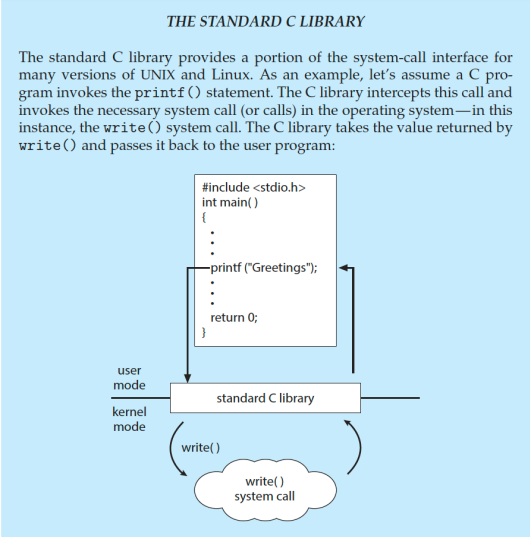 THE STANDARD C LIBRARY
The standard C library provides a portion of the system-call interface for
many versions of UNIX and Linux. As an example, let's assume a C pro-
gram invokes the printf() statement. The C library intercepts this call and
invokes the necessary system call (or calls) in the operating system—in this
instance, the write() system call. The C library takes the value returned by
write() and passes it back to the user program:
#include <stdio.h>
int main( )
{
•
•
•
printf ("Greetings");
•
•
•
return 0;
}
user
mode
standard C library
kernel
mode
write( )
write( )
system call